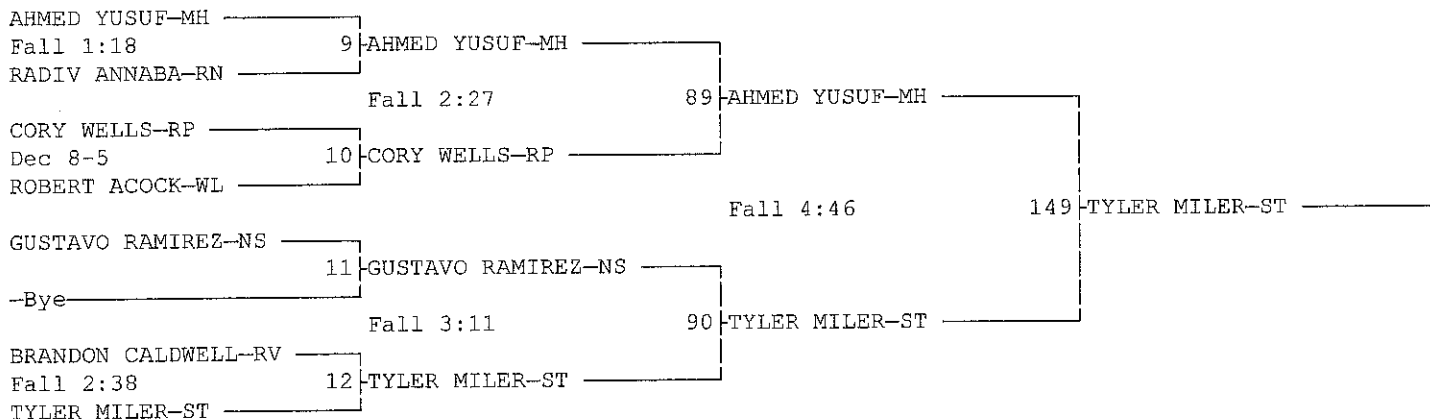 AHMED YUSUF–MH
Fall 1:18 9 AHMED YUSUF–MH
RADIV ANNABA–RN
Fall 2:27 89 AHMED YUSUF–MH
CORY WELLS–RP
Dec 8-5 10 CORY WELLS–RP
ROBERT ACOCK–WL
Fall 4:46 149 TYLER MILER–ST
GUSTAVO RAMIREZ–NS
11 GUSTAVO RAMIREZ–NS
–Bye
Fall 3:11 90 TYLER MILER–ST
BRANDON CALDWELL–RV
Fall 2:38 12 TYLER MILER–ST
TYLER MILER–ST